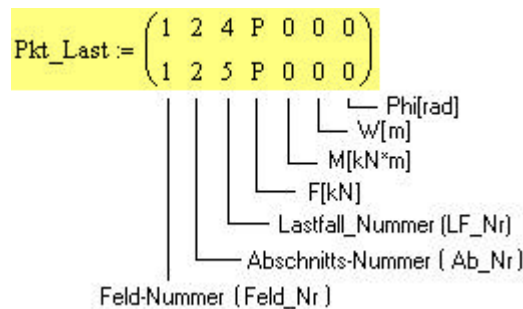 Pkt_Last := ( 1 2 4 P 0 0 0
1 2 5 P 0 0 0 )
Phi[rad]
W[m]
M[kN*m]
F[kN]
Lastfall_Nummer (LF_Nr)
Abschnitts-Nummer ( Ab_Nr )
Feld-Nummer ( Feld_Nr )